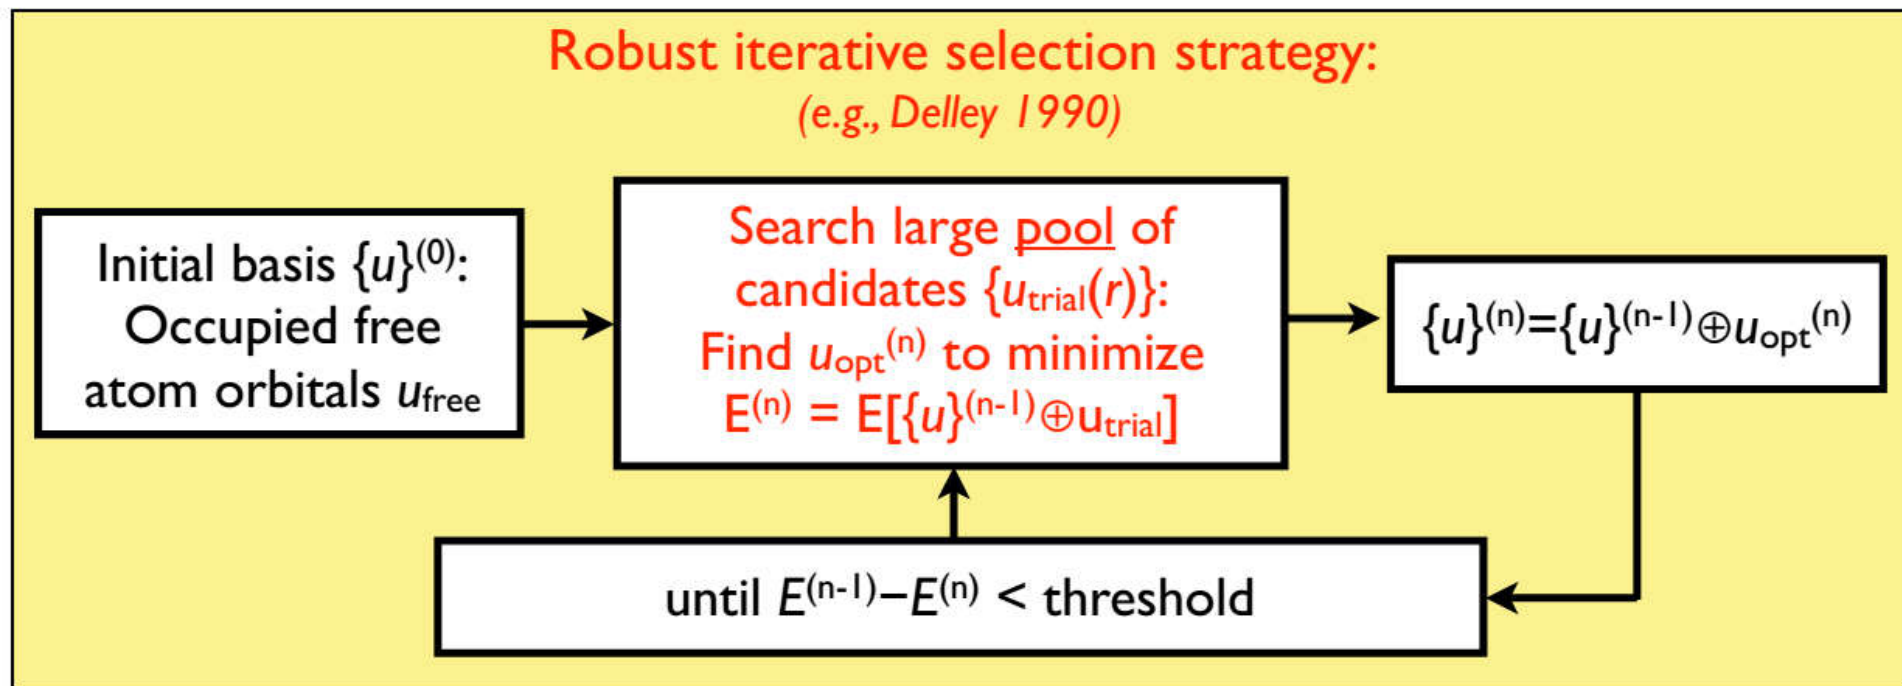 Robust iterative selection strategy:
(e.g., Delley 1990)
Initial basis {u}⁽⁰⁾:
Occupied free
atom orbitals u_free
Search large pool of
candidates {u_trial(r)}:
Find u_opt⁽ⁿ⁾ to minimize
E⁽ⁿ⁾ = E[{u}⁽ⁿ⁻¹⁾⊕u_trial]
{u}⁽ⁿ⁾={u}⁽ⁿ⁻¹⁾⊕u_opt⁽ⁿ⁾
until E⁽ⁿ⁻¹⁾−E⁽ⁿ⁾ < threshold